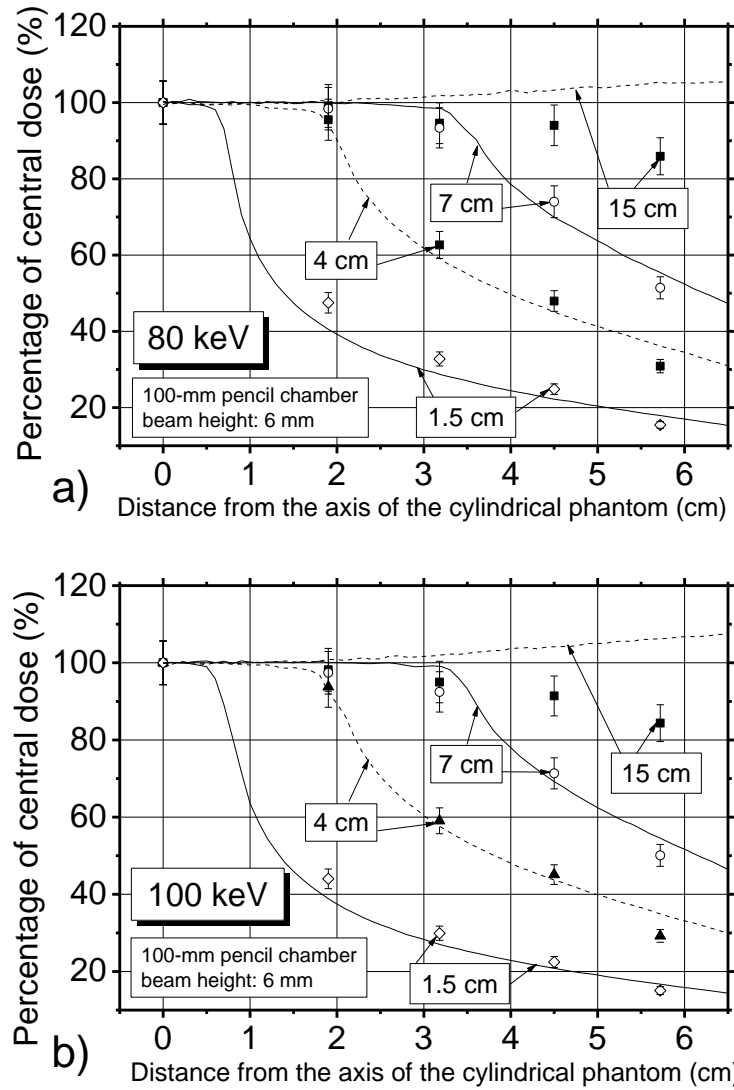 Percentage of central dose (%)
120
100
80
60
40
20
7 cm
15 cm
4 cm
80 keV
100-mm pencil chamber
beam height: 6 mm
1.5 cm
0 1 2 3 4 5 6
a)
Distance from the axis of the cylindrical phantom (cm)
Percentage of central dose (%)
120
100
80
60
40
20
7 cm
15 cm
4 cm
100 keV
100-mm pencil chamber
beam height: 6 mm
1.5 cm
0 1 2 3 4 5 6
b)
Distance from the axis of the cylindrical phantom (cm)